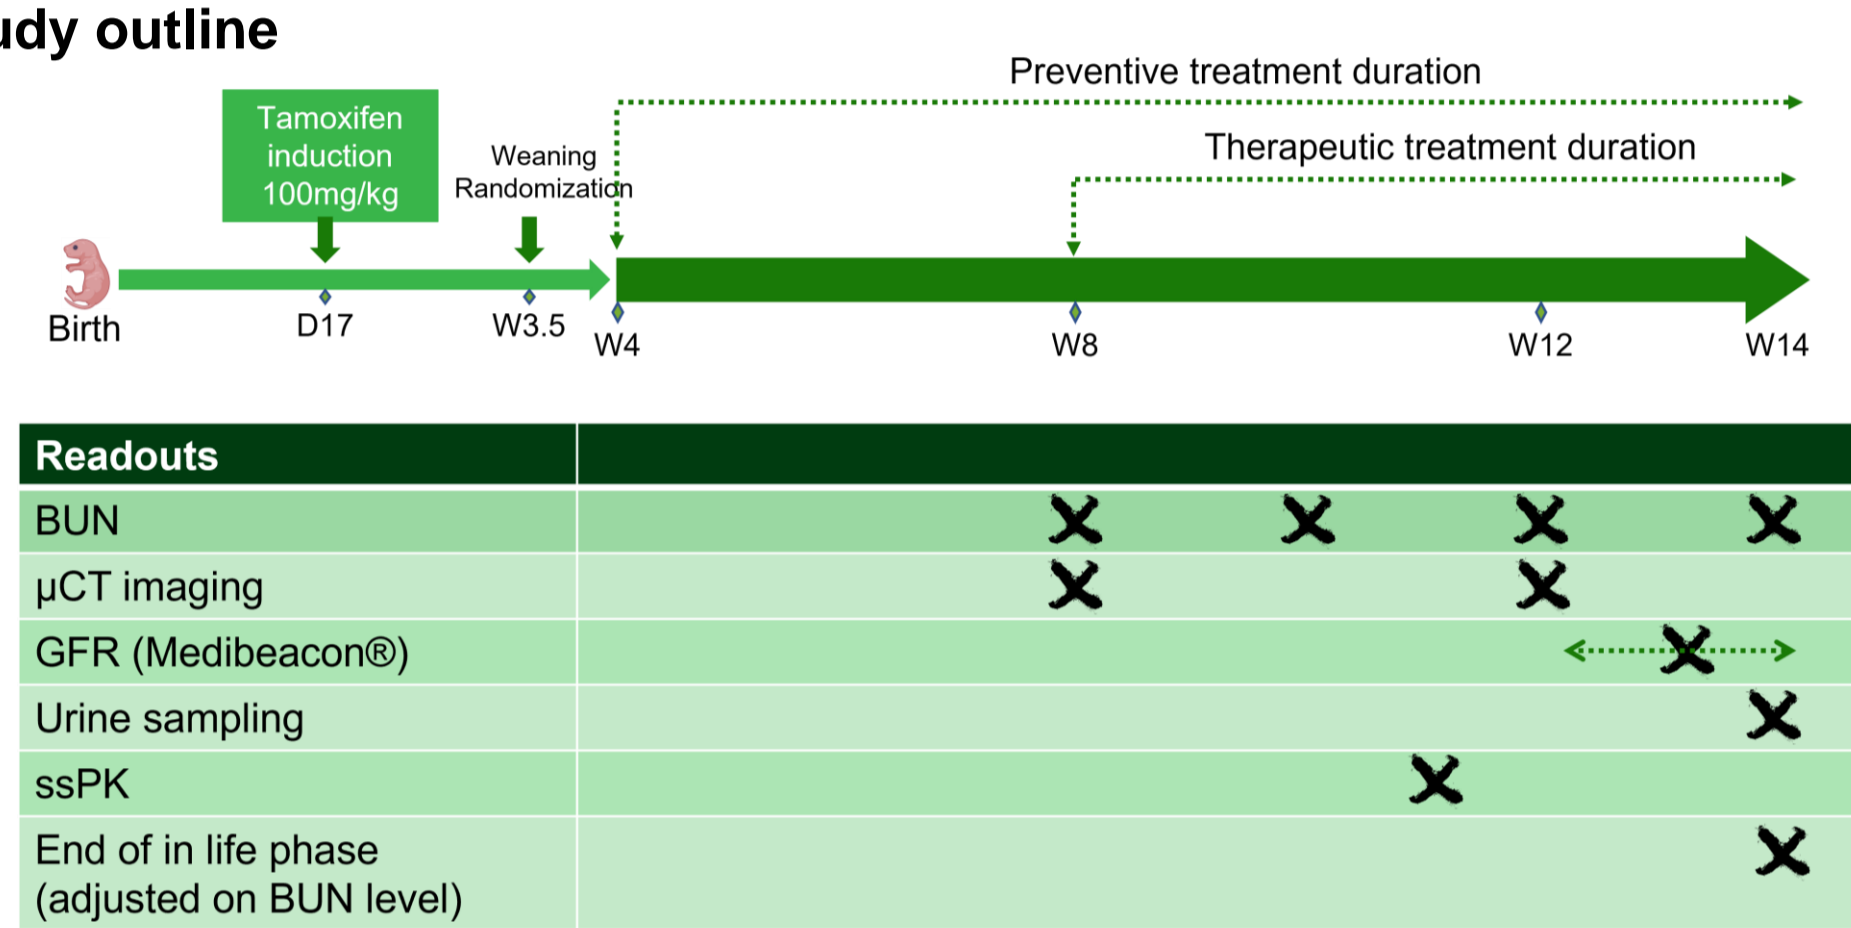 udy outline
Preventive treatment duration
Therapeutic treatment duration
Tamoxifen
induction
100mg/kg
Weaning
Randomization
Birth
D17
W3.5
W4
W8
W12
W14
Readouts
BUN
µCT imaging
GFR (Medibeacon®)
Urine sampling
ssPK
End of in life phase
(adjusted on BUN level)